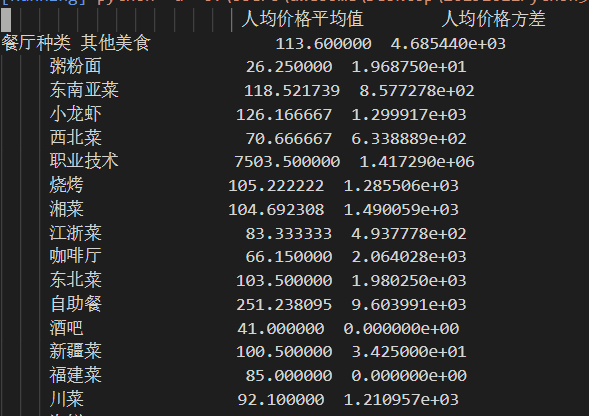 人均价格平均值 人均价格方差
餐厅种类 其他美食 113.600000 4.685440e+03
粥粉面 26.250000 1.968750e+01
东南亚菜 118.521739 8.577278e+02
小龙虾 126.166667 1.299917e+03
西北菜 70.666667 6.338889e+02
职业技术 7503.500000 1.417290e+06
烧烤 105.222222 1.285506e+03
湘菜 104.692308 1.490059e+03
江浙菜 83.333333 4.937778e+02
咖啡厅 66.150000 2.064028e+03
东北菜 103.500000 1.980250e+03
自助餐 251.238095 9.603991e+03
酒吧 41.000000 0.000000e+00
新疆菜 100.500000 3.425000e+01
福建菜 85.000000 0.000000e+00
川菜 92.100000 1.210957e+03